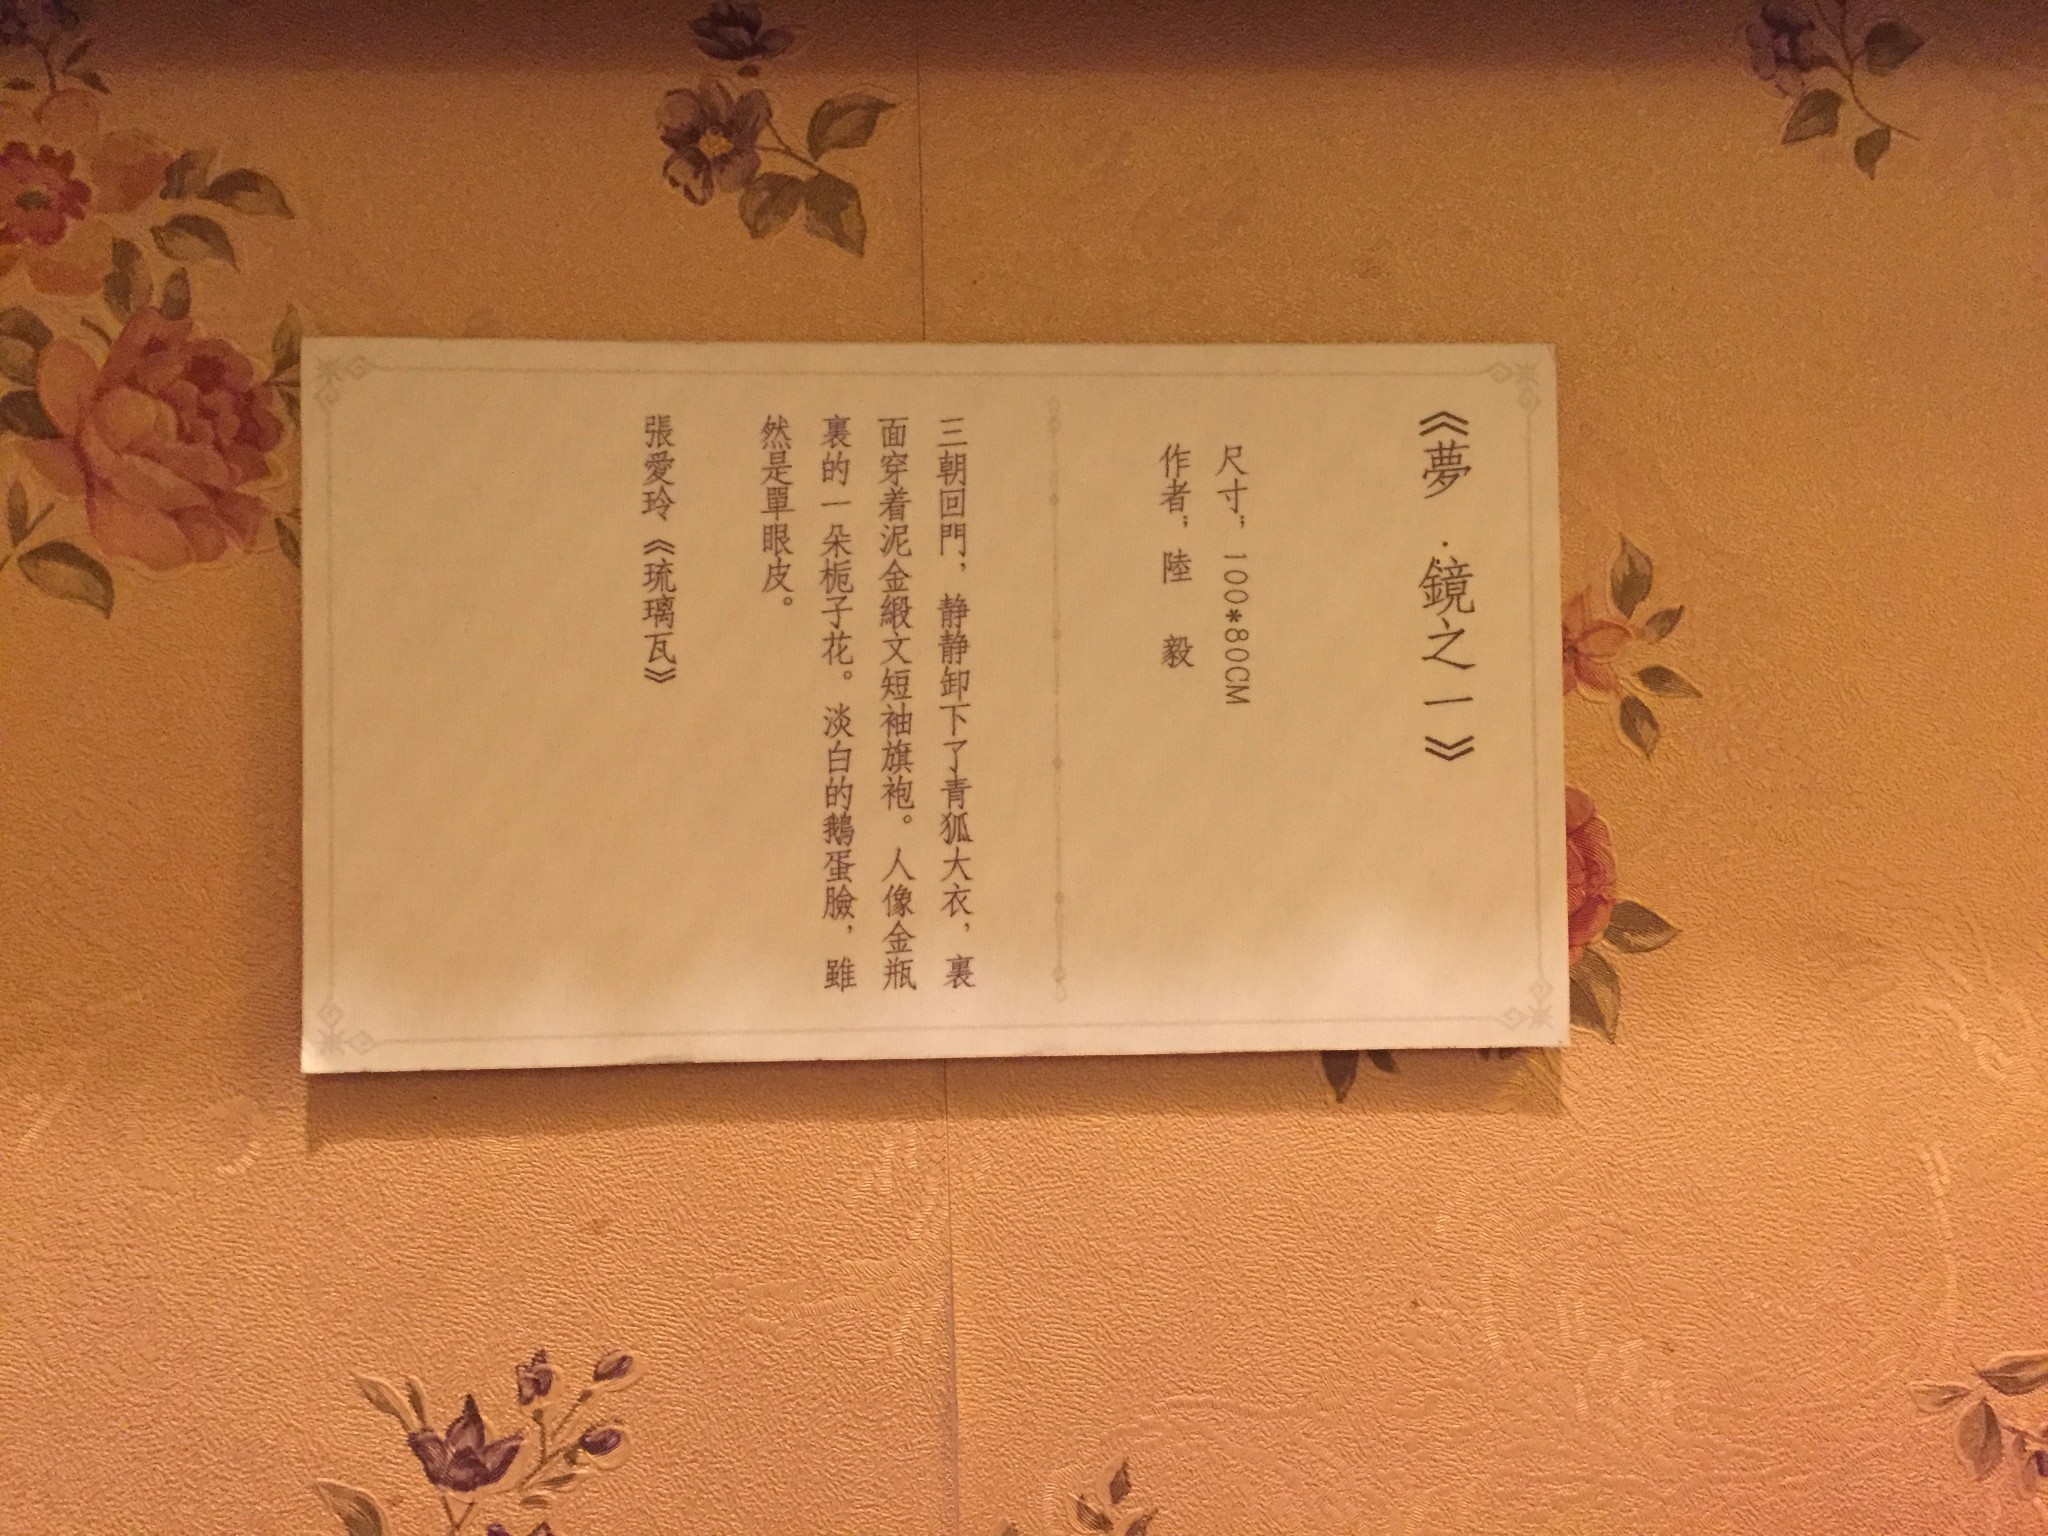 《夢·鏡之一》
尺寸；100*80CM
作者；陸　毅
三朝回門，静静卸下了青狐大衣，裏
面穿着泥金緞文短袖旗袍。人像金瓶
裏的一朵栀子花。淡白的鵝蛋臉，雖
然是單眼皮。
張愛玲《琉璃瓦》